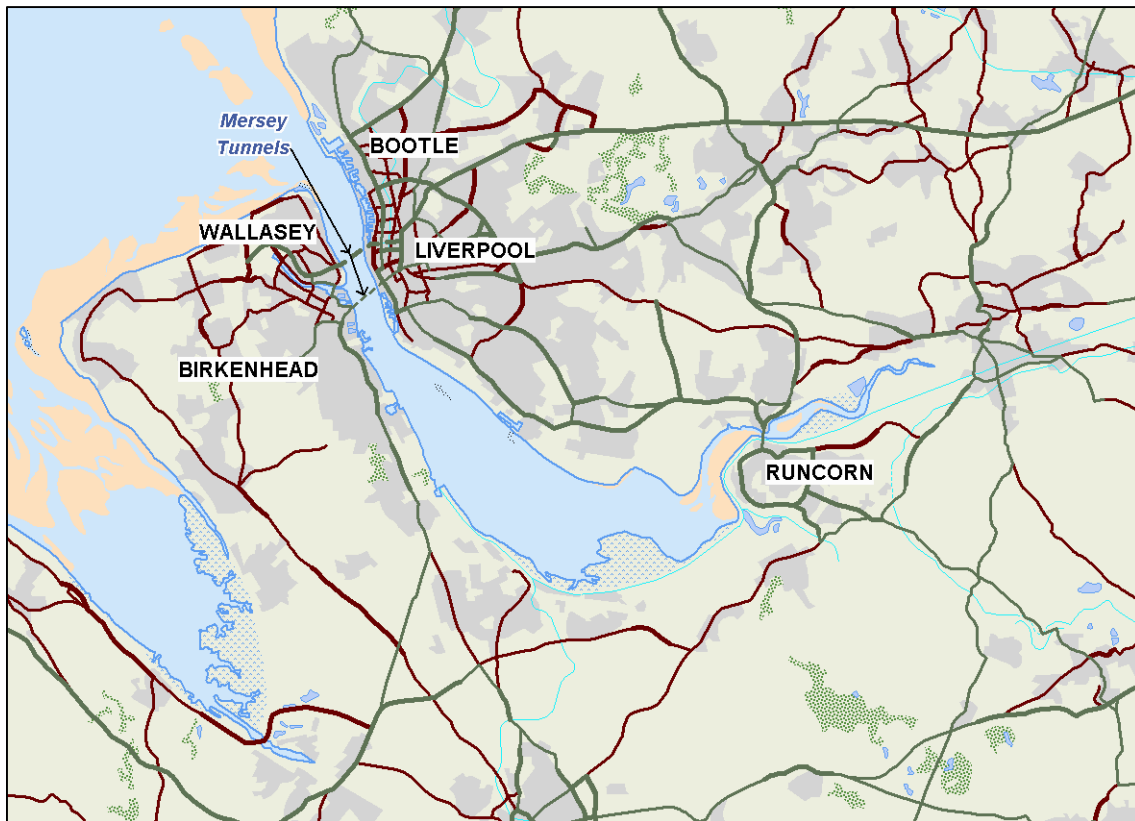 Mersey
Tunnels
BOOTLE
WALLASEY
LIVERPOOL
BIRKENHEAD
RUNCORN